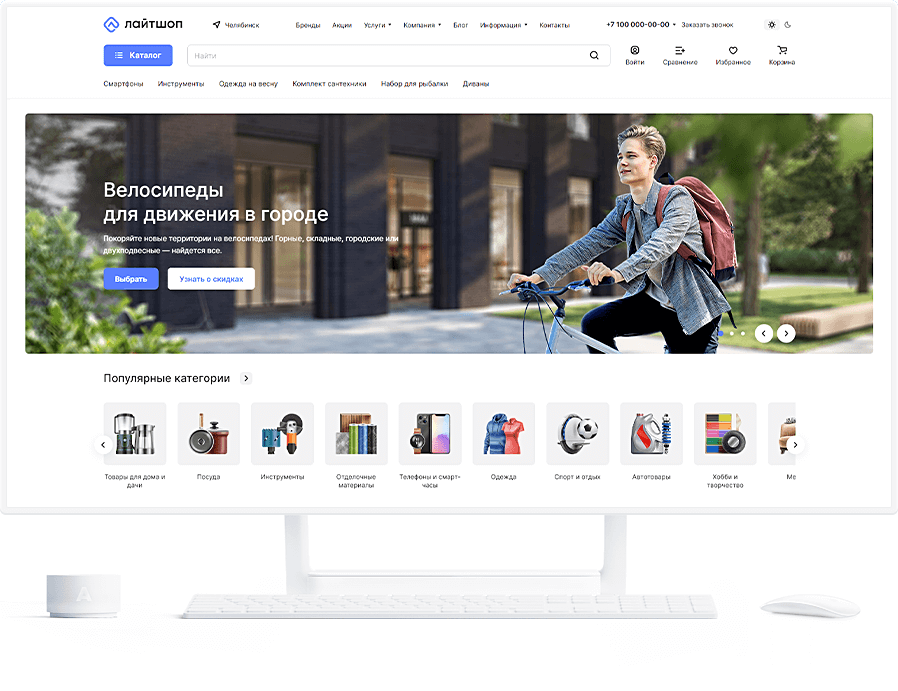 ЛАЙТШОП
Челябинск
Бренды Акции Услуги Компания Блог Информация Контакты
+7 100 000-00-00 Заказать звонок
Каталог
Найти
Войти Сравнение Избранное Корзина
Смартфоны Инструменты Одежда на весну Комплект сантехники Набор для рыбалки Диваны
Велосипеды
для движения в городе
Покоряйте новые территории на велосипедах! Горные, складные, городские или
двухподвесные — найдется все.
Выбрать Узнать о скидках
Популярные категории
Товары для дома и
дачи
Посуда
Инструменты
Отделочные
материалы
Телефоны и смарт-
часы
Одежда
Спорт и отдых
Автотовары
Хобби и
творчество
Ме
A